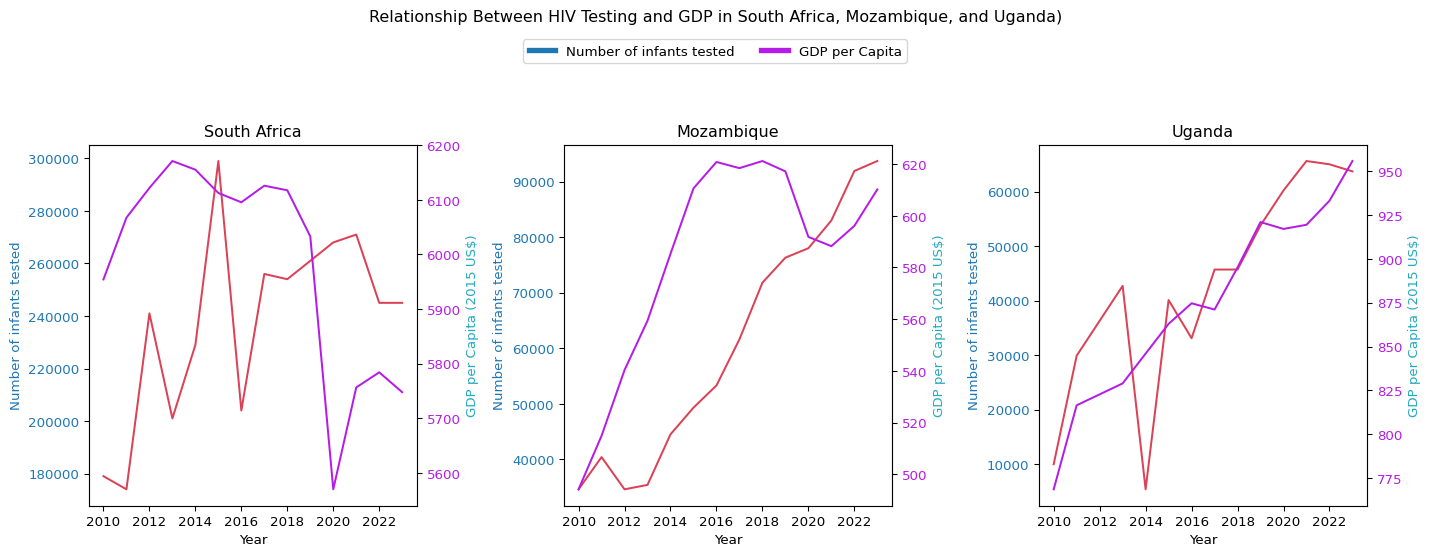 Relationship Between HIV Testing and GDP in South Africa, Mozambique, and Uganda)
Number of infants tested
GDP per Capita
South Africa
Number of infants tested
300000
280000
260000
240000
220000
200000
180000
6200
6100
6000
5900
5800
5700
5600
GDP per Capita (2015 US$)
2010 2012 2014 2016 2018 2020 2022
Year
Mozambique
Number of infants tested
90000
80000
70000
60000
50000
40000
620
600
580
560
540
520
500
GDP per Capita (2015 US$)
2010 2012 2014 2016 2018 2020 2022
Year
Uganda
Number of infants tested
60000
50000
40000
30000
20000
10000
950
925
900
875
850
825
800
775
GDP per Capita (2015 US$)
2010 2012 2014 2016 2018 2020 2022
Year